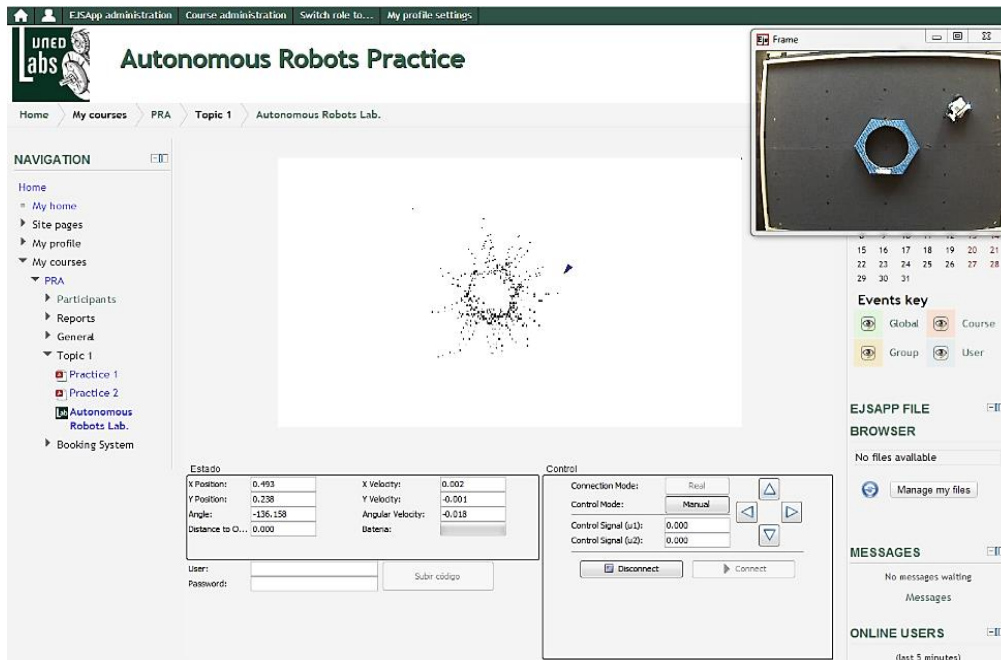 EJSApp administration Course administration Switch role to... My profile settings
UNED
Labs
Autonomous Robots Practice
Frame
Home My courses PRA Topic 1 Autonomous Robots Lab.
NAVIGATION
Home
My home
Site pages
My profile
My courses
PRA
Participants
Reports
General
Topic 1
Practice 1
Practice 2
Autonomous
Robots Lab.
Booking System
Estado
X Position: 0.493 X Velocity: 0.002
Y Position: 0.238 Y Velocity: -0.001
Angle: -136.158 Angular Velocity: -0.018
Distance to O... 0.000 Bateria:
User:
Password:
Subir código
Control
Connection Mode: Real
Control Mode: Manual
Control Signal (u1): 0.000
Control Signal (u2): 0.000
Disconnect Connect
15 16 17 18 19 20 21
22 23 24 25 26 27 28
29 30 31
Events key
Global Course
Group User
EJSAPP FILE
BROWSER
No files available
Manage my files
MESSAGES
No messages waiting
Messages
ONLINE USERS
(last 5 minutes)